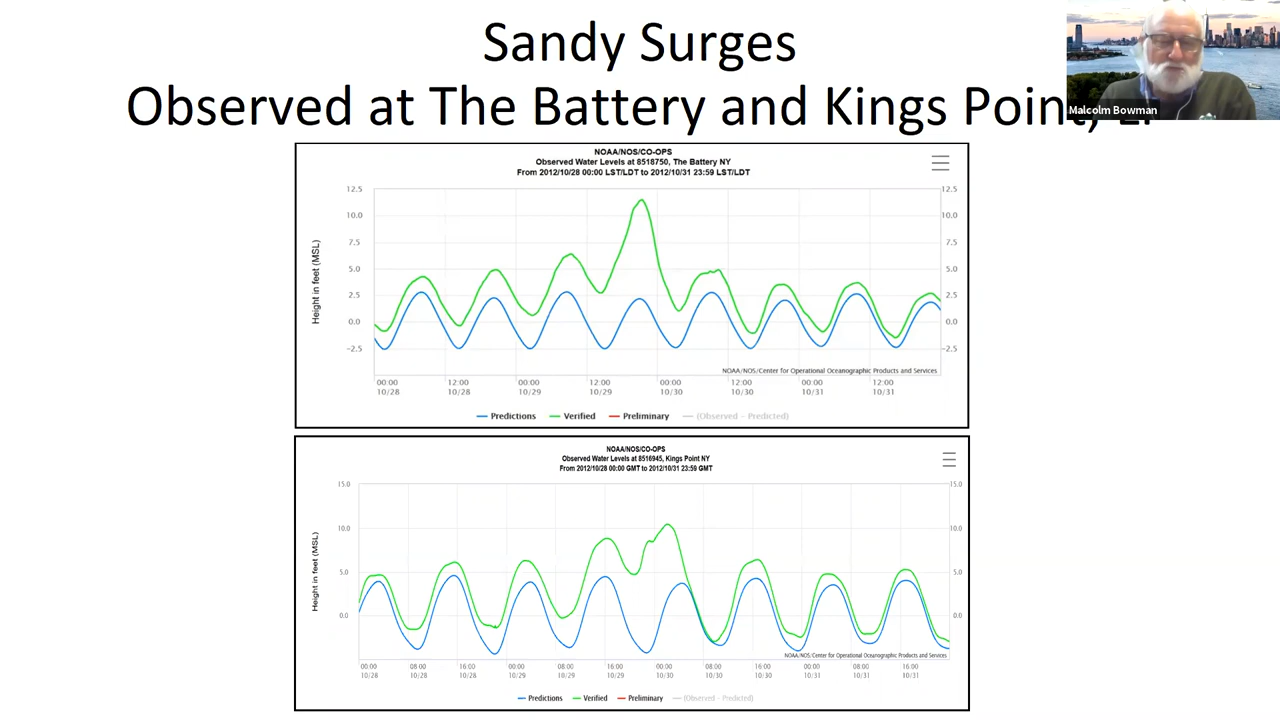 Sandy Surges
Observed at The Battery and Kings Point,
Malcolm Bowman
NOAA/NOS/CO-OPS
Observed Water Levels at 8518750, The Battery NY
From 2012/10/28 00:00 LST/LDT to 2012/10/31 23:59 LST/LDT
12.5 12.5
10.0 10.0
7.5 7.5
5.0 5.0
2.5 2.5
0.0 0.0
-2.5 -2.5
Height in feet (MSL)
NOAA/NOS/Center for Operational Oceanographic Products and Services
00:00 12:00 00:00 12:00 00:00 12:00 00:00 12:00
10/28 10/28 10/29 10/29 10/30 10/30 10/31 10/31
Predictions Verified Preliminary (Observed - Predicted)
NOAA/NOS/CO-OPS
Observed Water Levels at 8516945, Kings Point NY
From 2012/10/28 00:00 GMT to 2012/10/31 23:59 GMT
15.0 15.0
10.0 10.0
5.0 5.0
0.0 0.0
Height in feet (MSL)
NOAA/NOS/Center for Operational Oceanographic Products and Services
00:00 08:00 16:00 00:00 08:00 16:00 00:00 08:00 16:00 00:00 08:00 16:00
10/28 10/28 10/28 10/29 10/29 10/29 10/30 10/30 10/30 10/31 10/31 10/31
Predictions Verified Preliminary (Observed - Predicted)